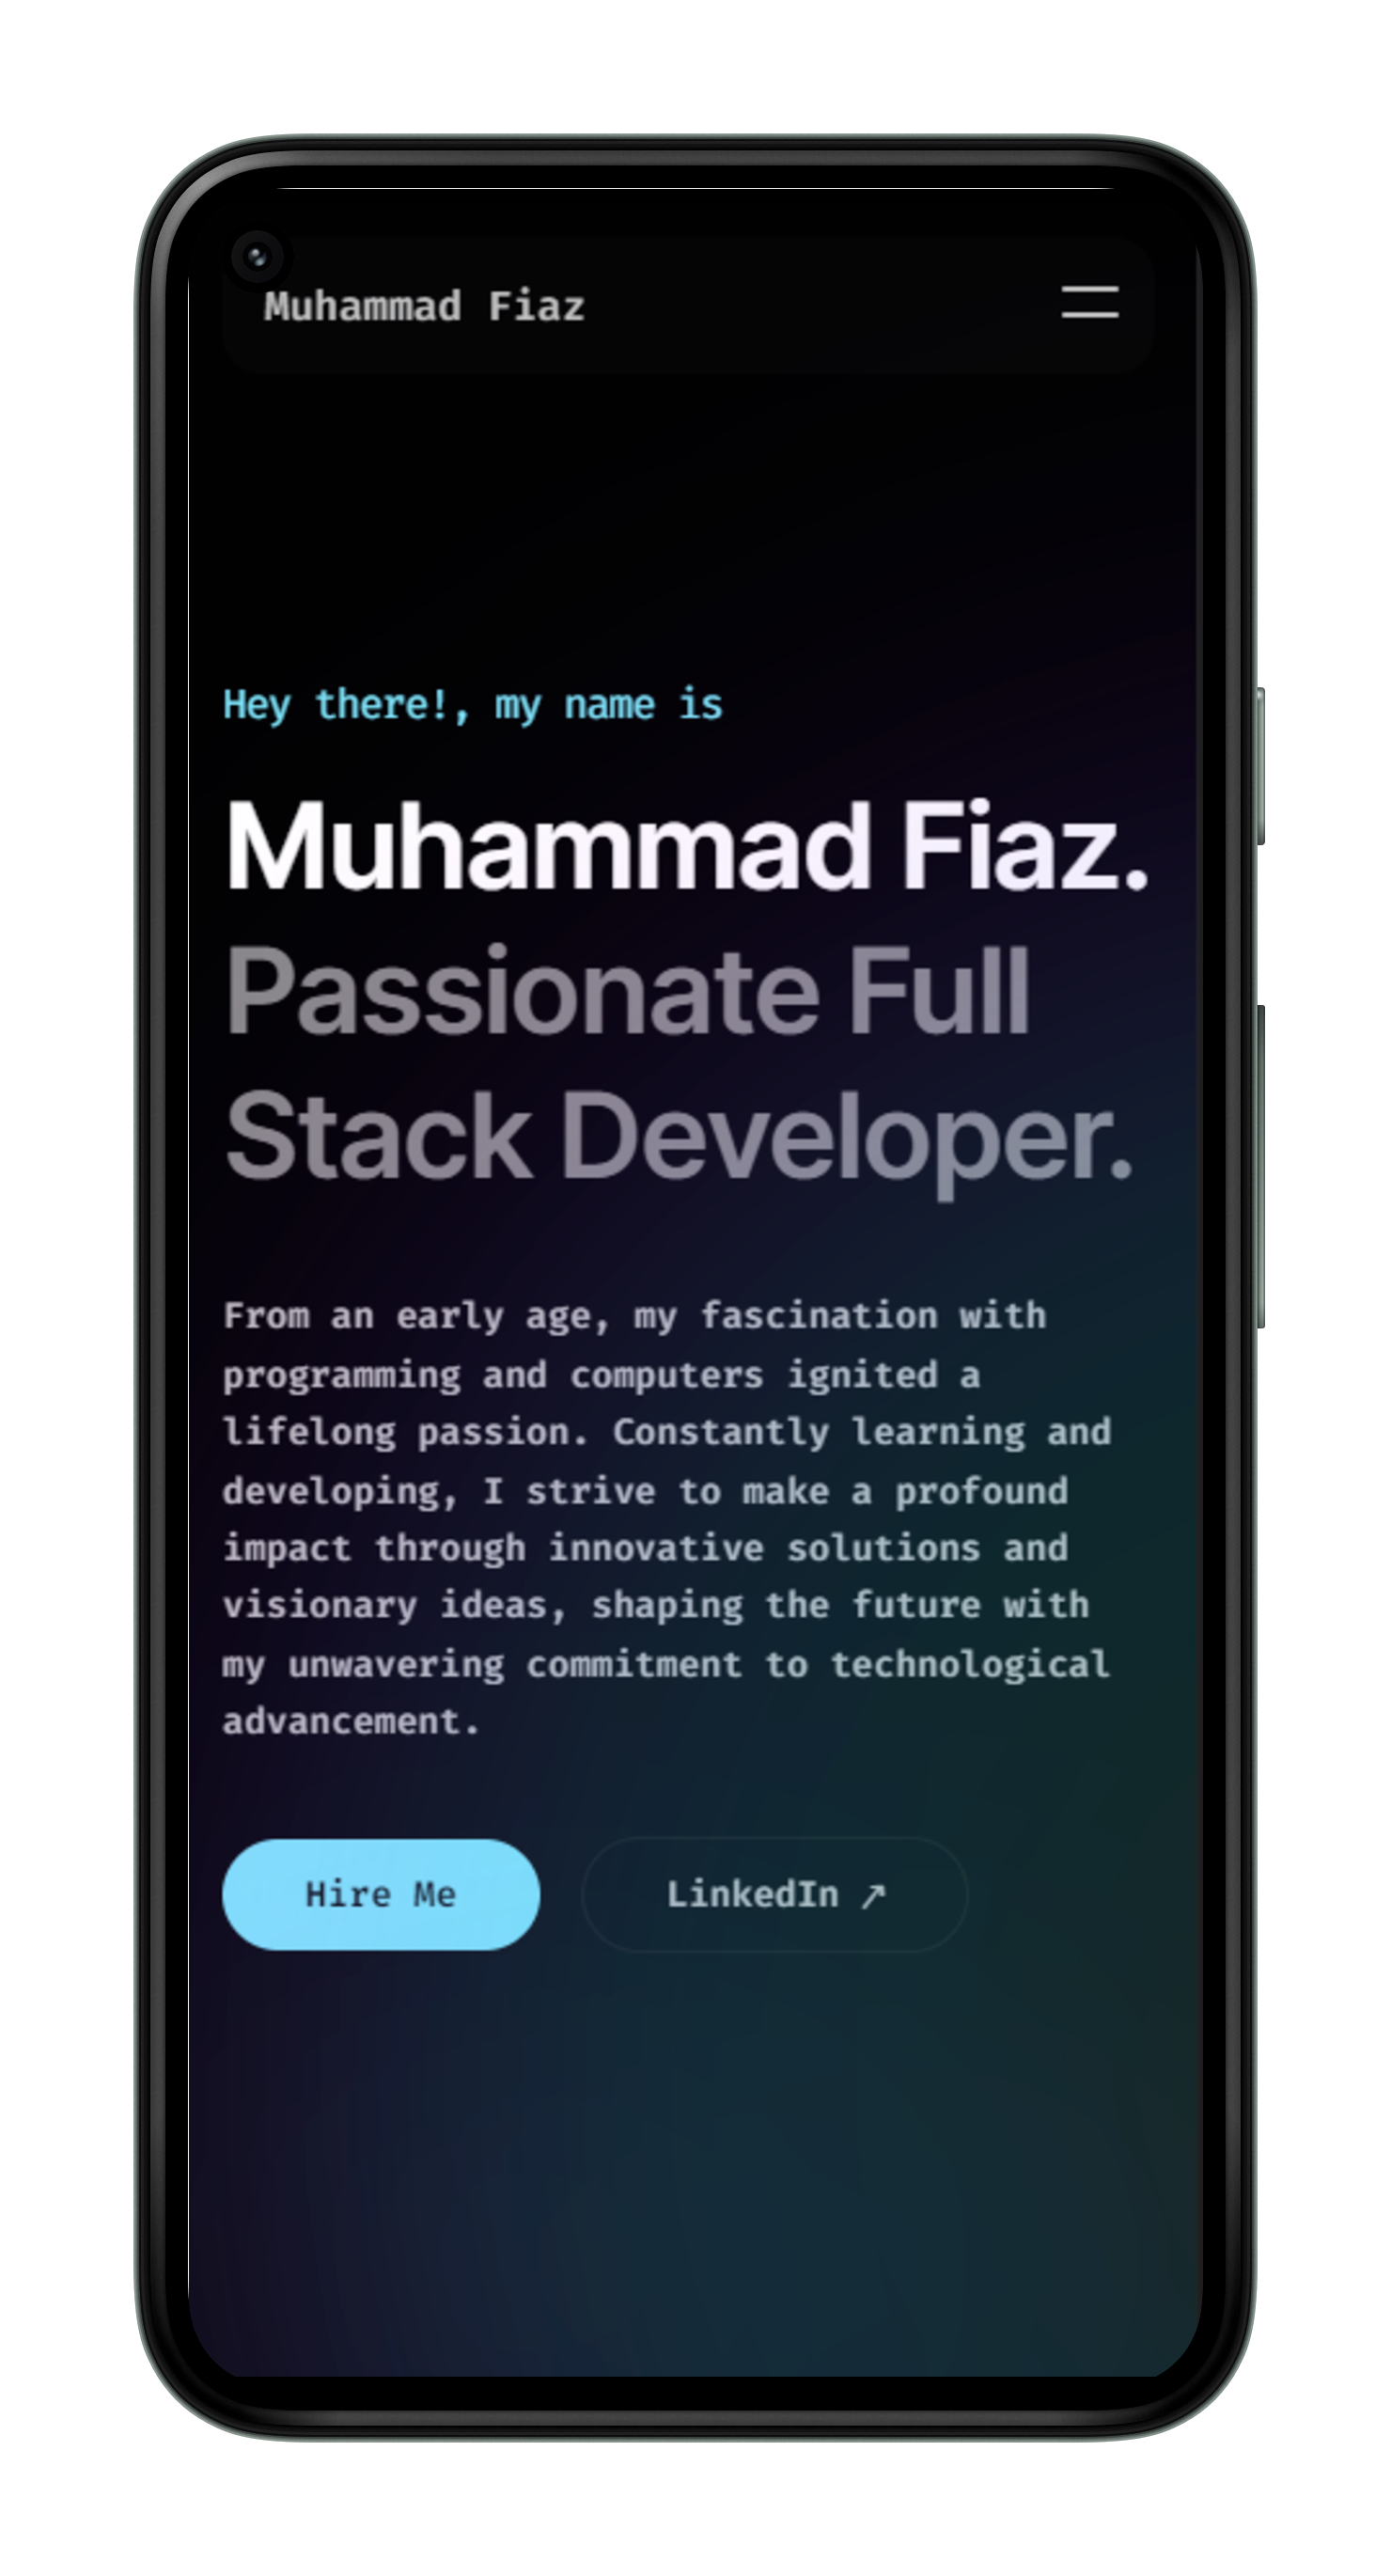 Muhammad Fiaz
Hey there!, my name is
Muhammad Fiaz.
Passionate Full
Stack Developer.
From an early age, my fascination with
programming and computers ignited a
lifelong passion. Constantly learning and
developing, I strive to make a profound
impact through innovative solutions and
visionary ideas, shaping the future with
my unwavering commitment to technological
advancement.
Hire Me
LinkedIn ↗